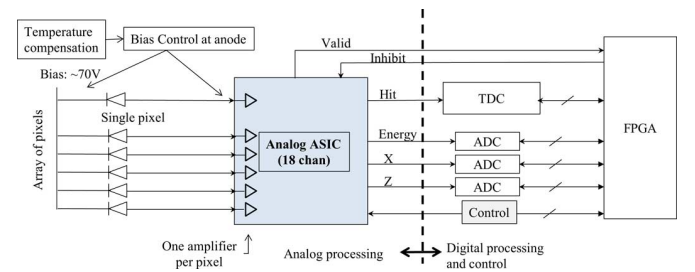 Temperature
compensation
Bias Control at anode
Valid
Inhibit
Bias: ~70V
Hit
TDC
Single pixel
Array of pixels
Analog ASIC
(18 chan)
Energy
ADC
X
ADC
Z
ADC
Control
FPGA
One amplifier
per pixel
Analog processing
Digital processing
and control